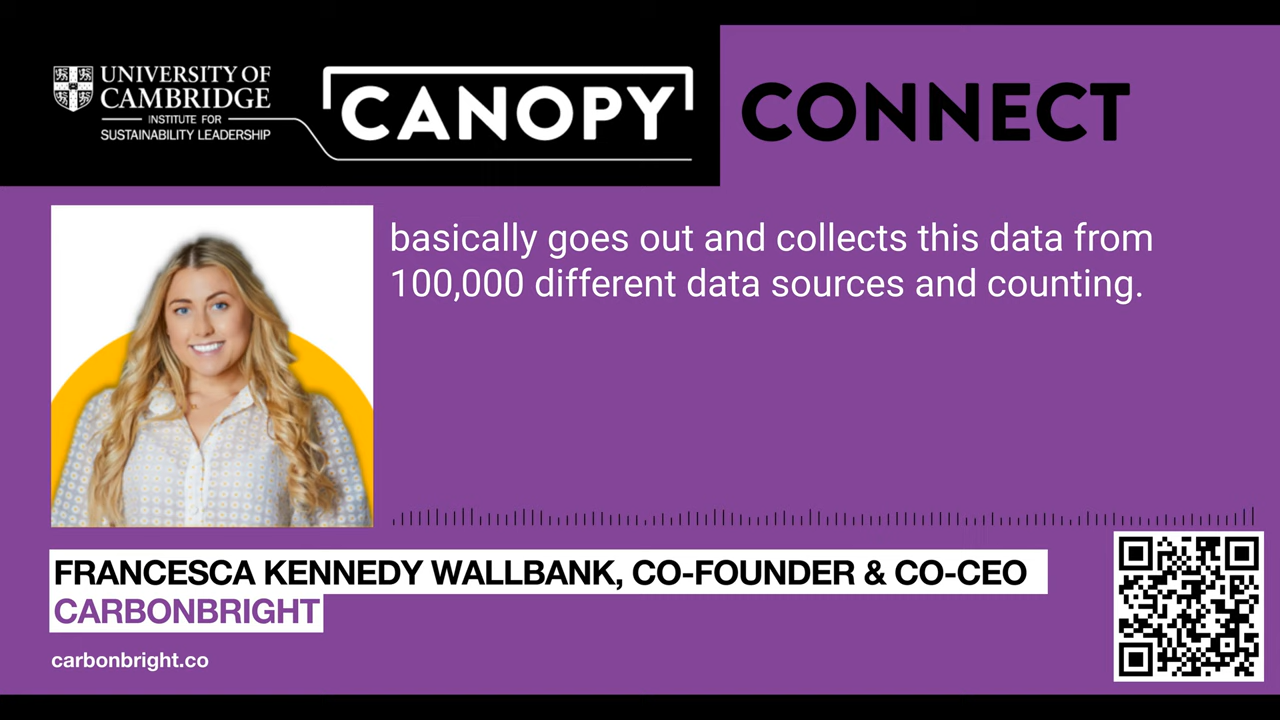 UNIVERSITY OF
CAMBRIDGE
INSTITUTE FOR
SUSTAINABILITY LEADERSHIP
CANOPY CONNECT
basically goes out and collects this data from
100,000 different data sources and counting.
FRANCESCA KENNEDY WALLBANK, CO-FOUNDER & CO-CEO
CARBONBRIGHT
carbonbright.co